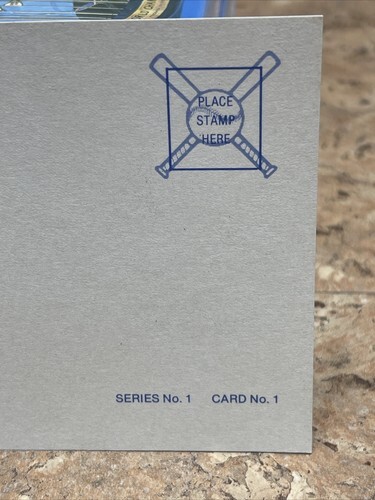 PLACE
STAMP
HERE
SERIES No. 1 CARD No. 1